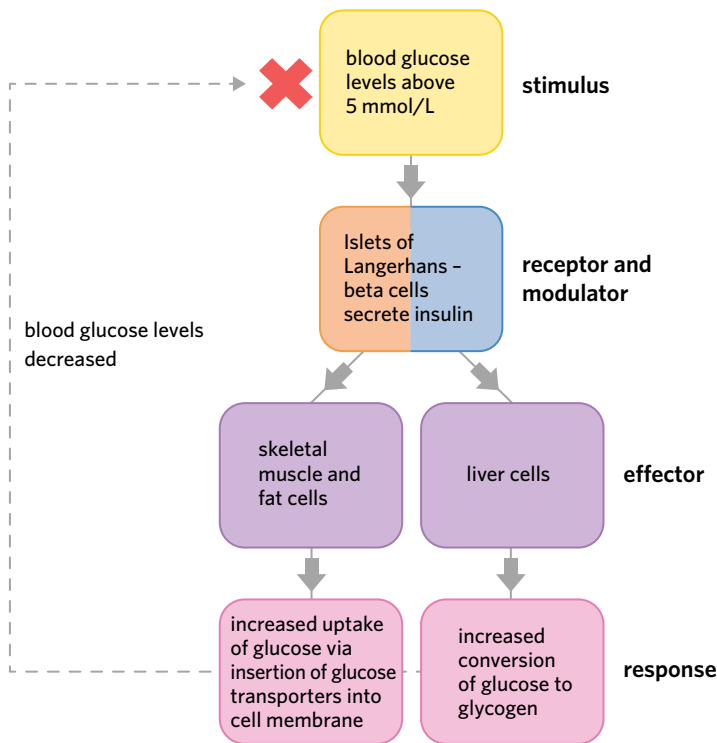 blood glucose
levels above
5 mmol/L
stimulus
Islets of
Langerhans –
beta cells
secrete insulin
receptor and
modulator
blood glucose levels
decreased
skeletal
muscle and
fat cells
liver cells
effector
increased uptake
of glucose via
insertion of glucose
transporters into
cell membrane
increased
conversion
of glucose to
glycogen
response